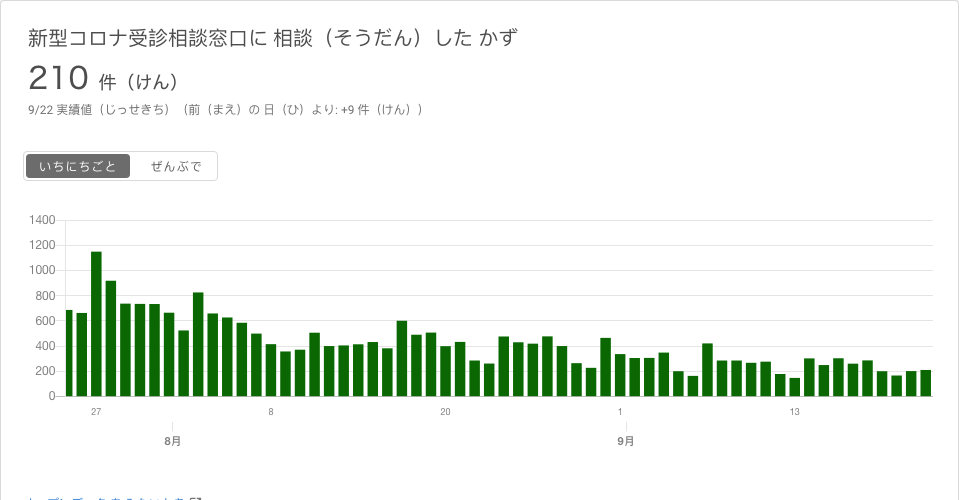 新型コロナ受診相談窓口に 相談（そうだん）した かず
210 件（けん）
9/22 実績値（じっせきち）（前（まえ）の 日（ひ）より: +9 件（けん））
いちにちごと ぜんぶで
1400
1200
1000
800
600
400
200
0
27 8 20 1 13
8月 9月